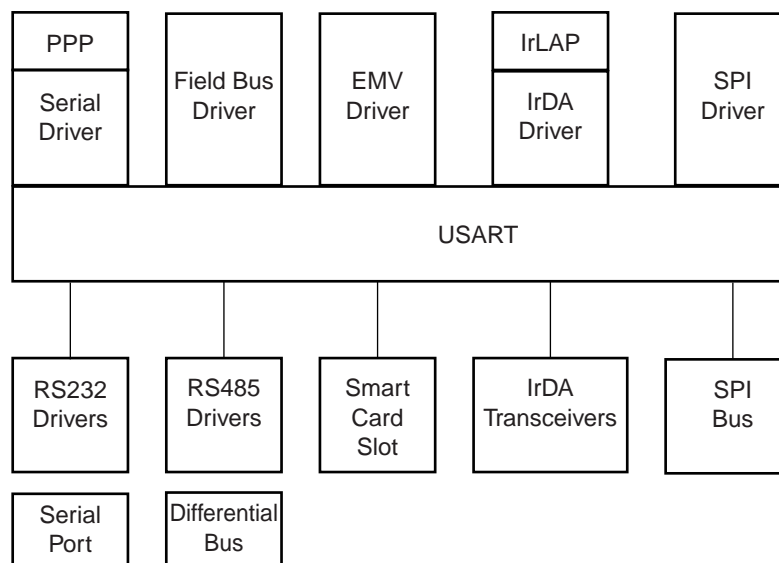 PPP
Serial
Driver
Field Bus
Driver
EMV
Driver
IrLAP
IrDA
Driver
SPI
Driver
USART
RS232
Drivers
RS485
Drivers
Smart
Card
Slot
IrDA
Transceivers
SPI
Bus
Serial
Port
Differential
Bus